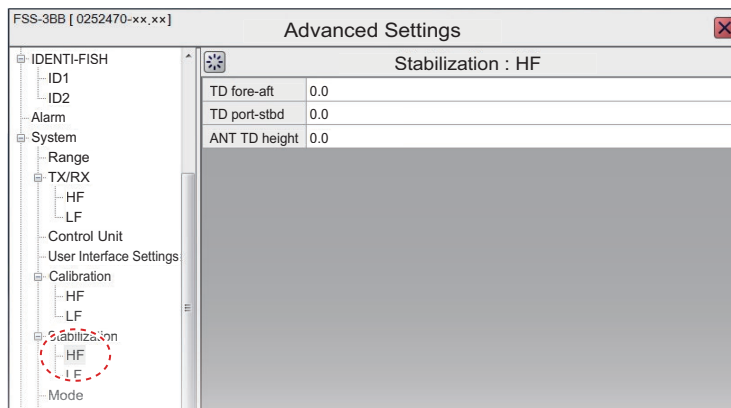 FSS-3BB [ 0252470-xx.xx]
Advanced Settings
IDENTI-FISH
ID1
ID2
Alarm
System
Range
TX/RX
HF
LF
Control Unit
User Interface Settings
Calibration
HF
LF
Stabilization
HF
LF
Mode
Stabilization : HF
TD fore-aft 0.0
TD port-stbd 0.0
ANT TD height 0.0